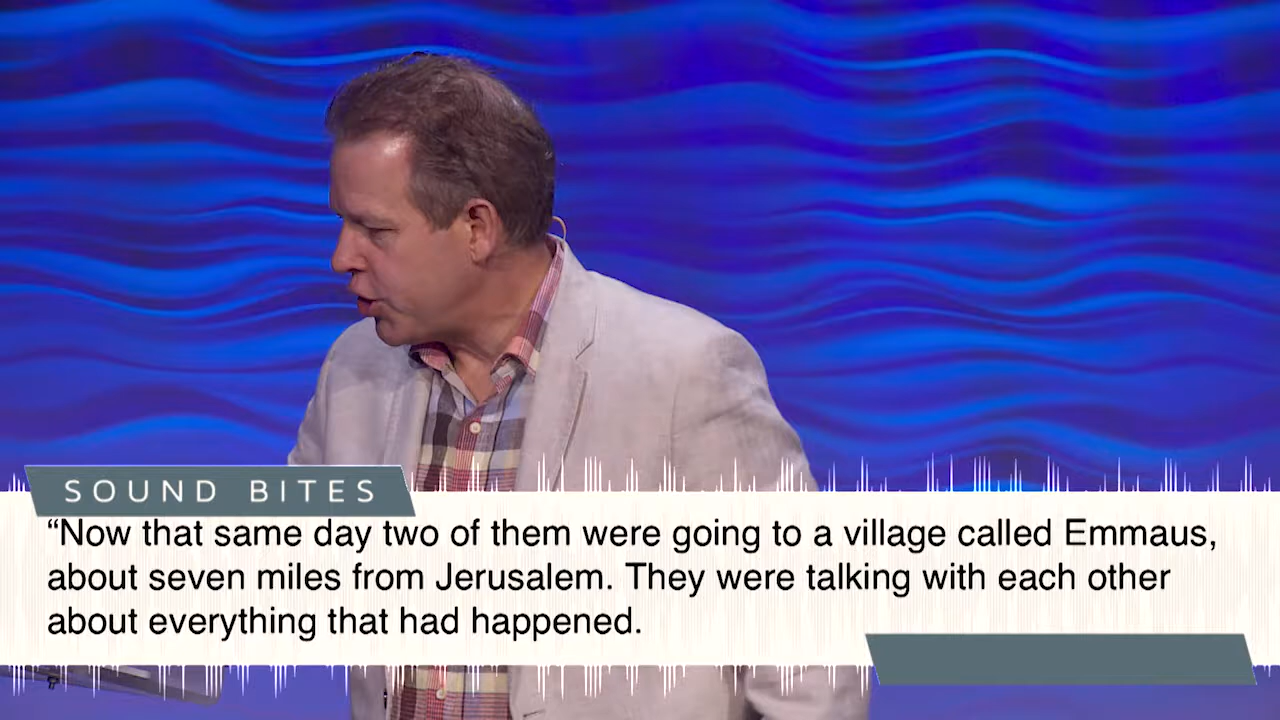 SOUND BITES
“Now that same day two of them were going to a village called Emmaus,
about seven miles from Jerusalem. They were talking with each other
about everything that had happened.